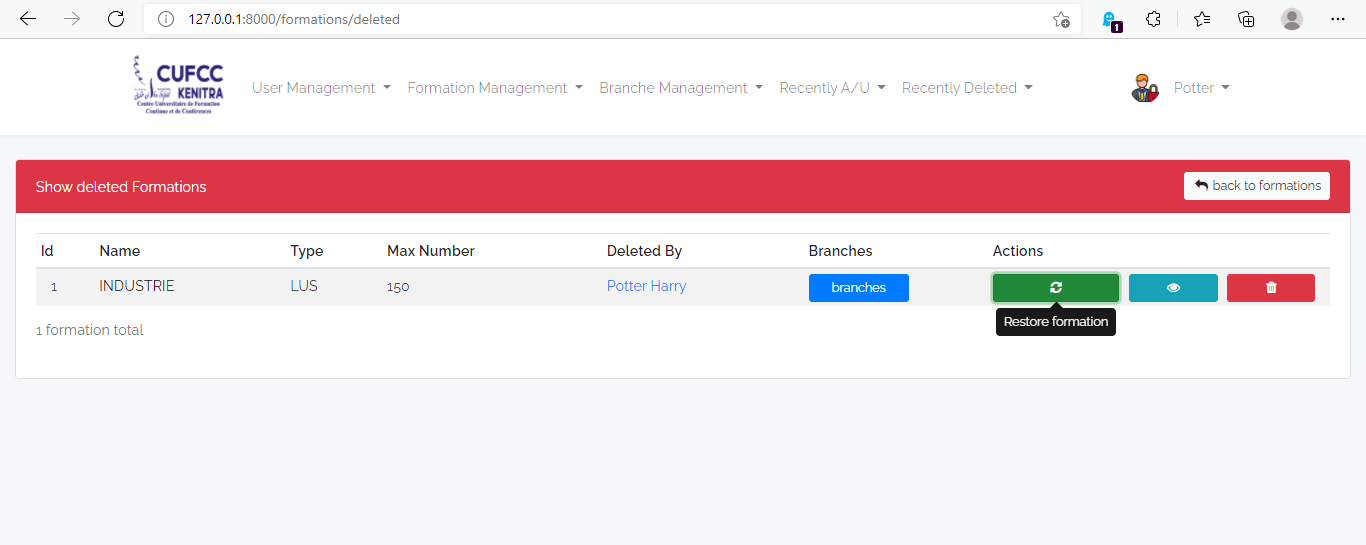 127.0.0.1:8000/formations/deleted
1
CUFCC
KENITRA
Centre Universitaire de Formation
Continue et de Conférences
User Management Formation Management Branche Management Recently A/U Recently Deleted Potter
Show deleted Formations back to formations
Id Name Type Max Number Deleted By Branches Actions
1 INDUSTRIE LUS 150 Potter Harry branches
Restore formation
1 formation total